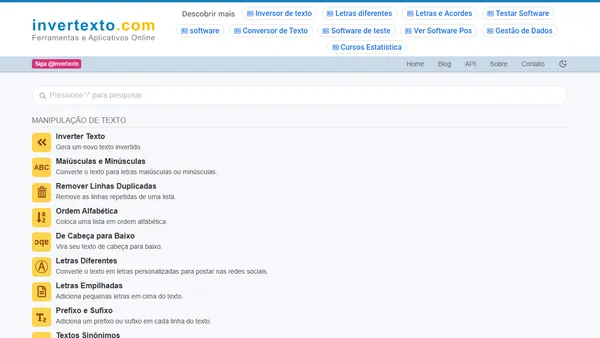 invertexto.com
Ferramentas e Aplicativos Online
Descobrir mais
Inversor de texto
Letras diferentes
Letras e Acordes
Testar Software
software
Conversor de Texto
Software de teste
Ver Software Pos
Gestão de Dados
Cursos Estatística
Siga @invertexto
Home
Blog
API
Sobre
Contato
Pressione "/" para pesquisar
MANIPULAÇÃO DE TEXTO
Inverter Texto
Gera um novo texto invertido.
ABC
Maiúsculas e Minúsculas
Converte o texto para letras maiúsculas ou minúsculas.
Remover Linhas Duplicadas
Remove as linhas repetidas de uma lista.
Ordem Alfabética
Coloca uma lista em ordem alfabética.
De Cabeça para Baixo
Vira seu texto de cabeça para baixo.
Letras Diferentes
Converte o texto em letras personalizadas para postar nas redes sociais.
Letras Empilhadas
Adiciona pequenas letras em cima do texto.
Prefixo e Sufixo
Adiciona um prefixo ou sufixo em cada linha do texto.
Textos Sinônimos